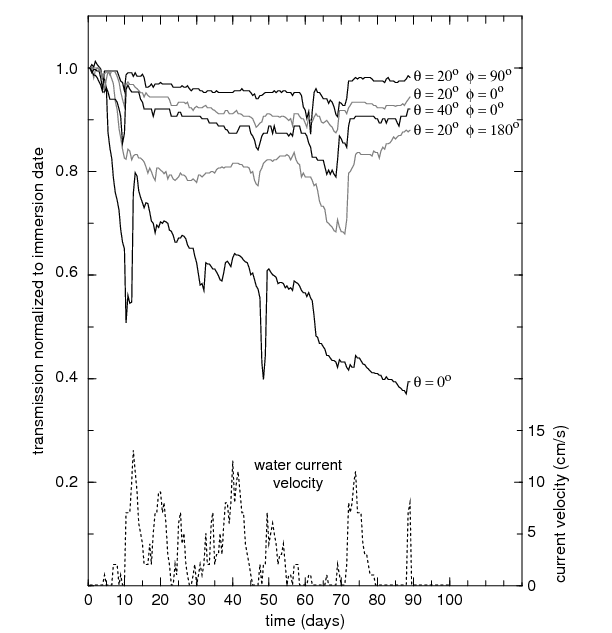 transmission normalized to immersion date
1.0
0.8
0.6
0.4
0.2
θ = 20° ϕ = 90°
θ = 20° ϕ = 0°
θ = 40° ϕ = 0°
θ = 20° ϕ = 180°
θ = 0°
water current
velocity
15
10
5
0
current velocity (cm/s)
0 10 20 30 40 50 60 70 80 90 100
time (days)